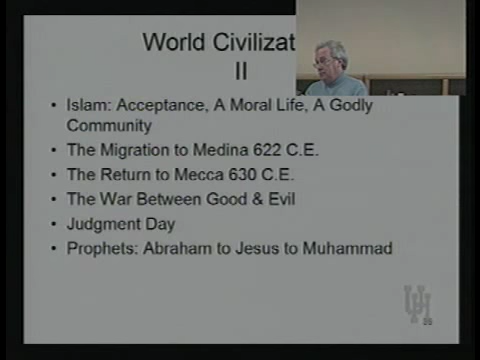 World Civilizat
II
• Islam: Acceptance, A Moral Life, A Godly
Community
• The Migration to Medina 622 C.E.
• The Return to Mecca 630 C.E.
• The War Between Good & Evil
• Judgment Day
• Prophets: Abraham to Jesus to Muhammad
UH